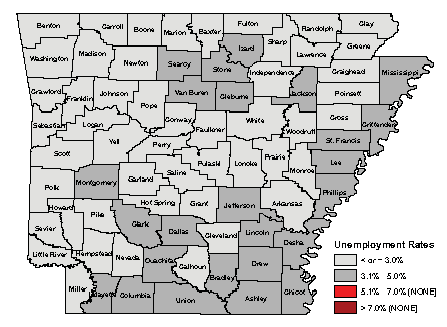 Benton Carroll Boone Marion Baxter Fulton Randolph Clay
Sharp
Izard Greene
Washington Madison Newton Searcy Stone Lawrence
Independence Craighead Mississippi
Crawford Franklin Johnson Van Buren Cleburne Jackson Poinsett
Pope
Sebastian Logan Conway Faulkner White Cross Crittenden
Woodruff
Yell Perry St. Francis
Scott Pulaski Lonoke Prairie Lee
Saline Monroe
Polk Montgomery Garland Phillips
Howard Hot Spring Grant Jefferson Arkansas
Pike
Sevier Clark Dallas Cleveland Lincoln
Desha
Little River Hempstead Nevada Ouachita Calhoun Drew
Bradley
Miller Columbia Union Ashley Chicot
Unemployment Rates
< or = 3.0%
3.1% 5.0%
5.1% 7.0% (NONE)
> 7.0% (NONE)